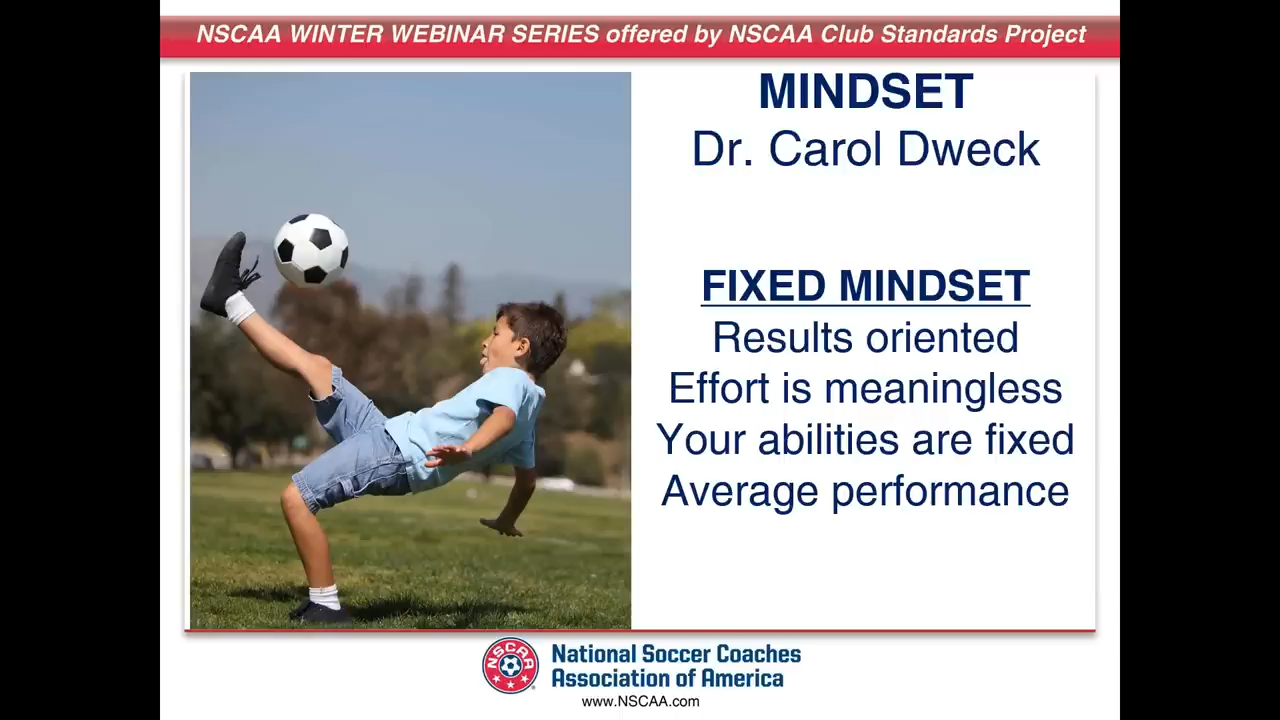 NSCAA WINTER WEBINAR SERIES offered by NSCAA Club Standards Project
MINDSET
Dr. Carol Dweck
FIXED MINDSET
Results oriented
Effort is meaningless
Your abilities are fixed
Average performance
NSCAA
National Soccer Coaches
Association of America
www.NSCAA.com